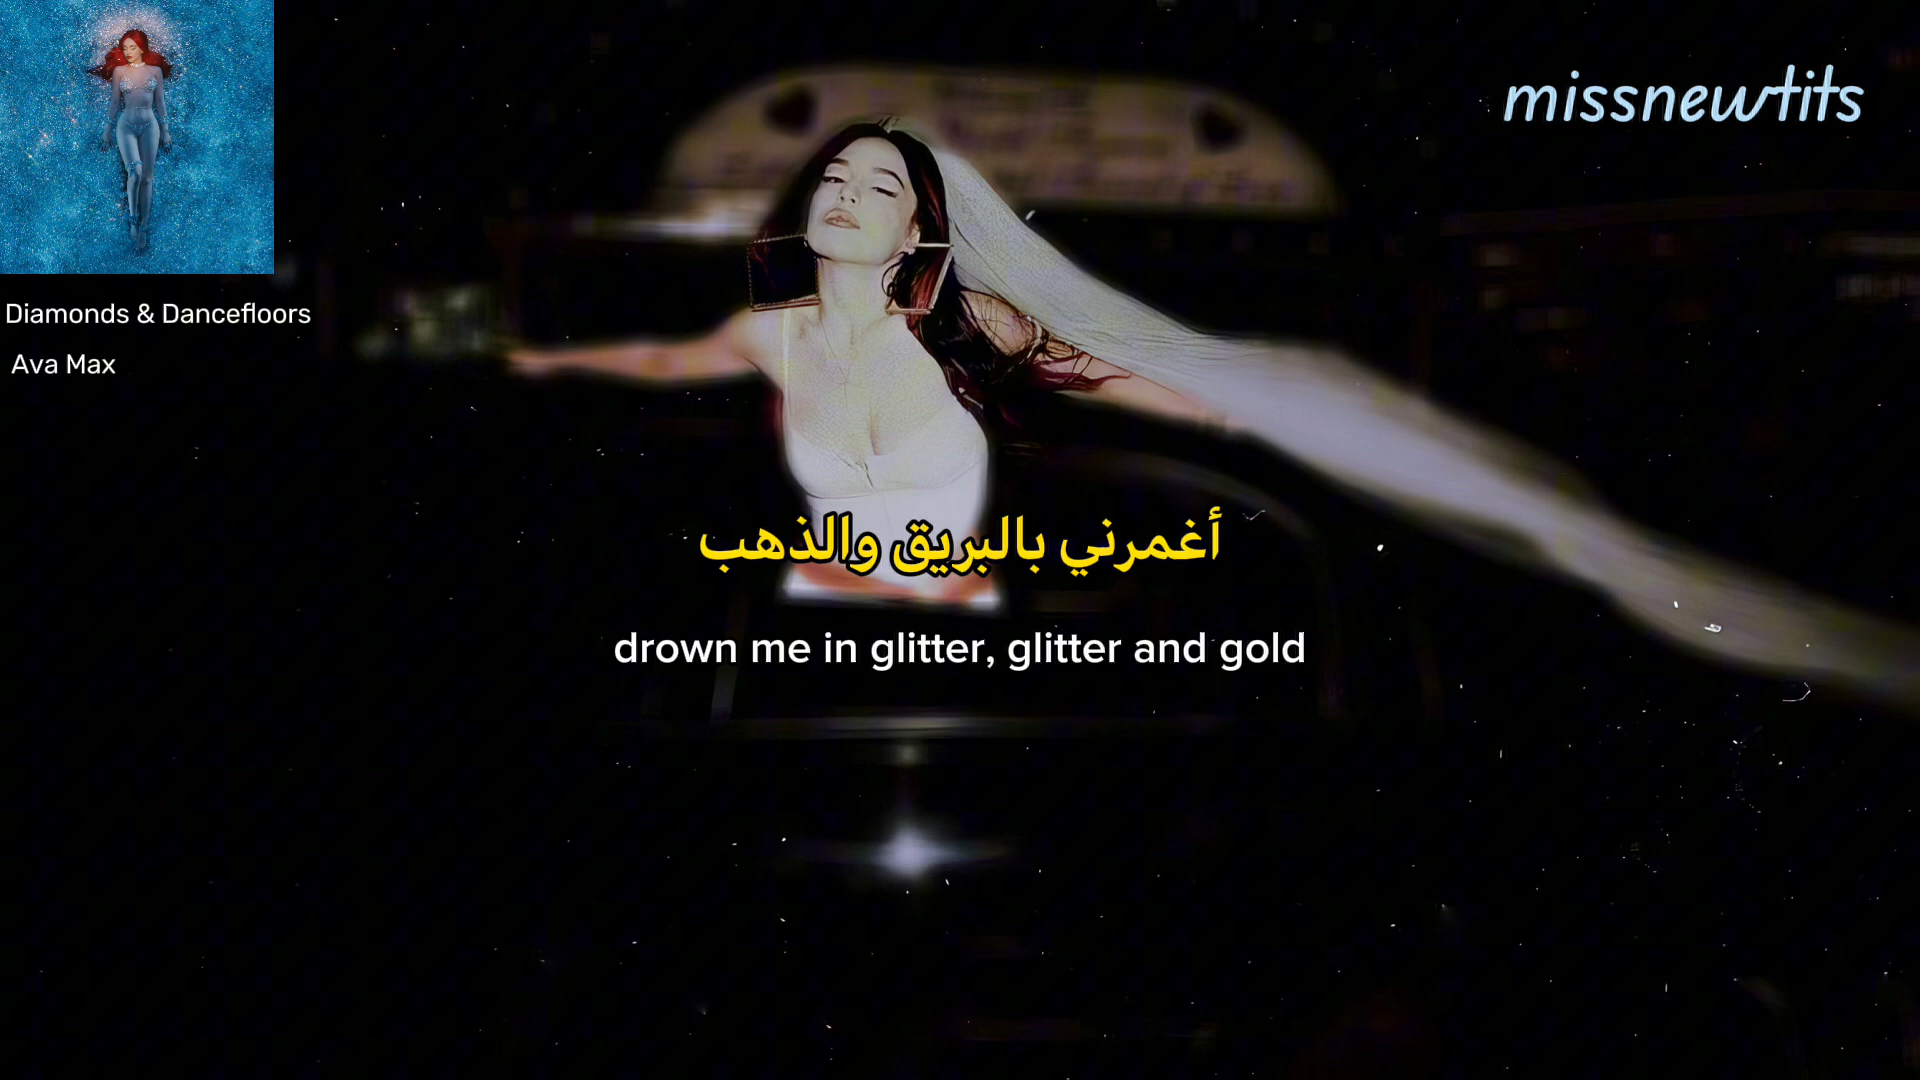 missnewtits
Diamonds & Dancefloors
Ava Max
أغمرني بالبريق والذهب
drown me in glitter, glitter and gold